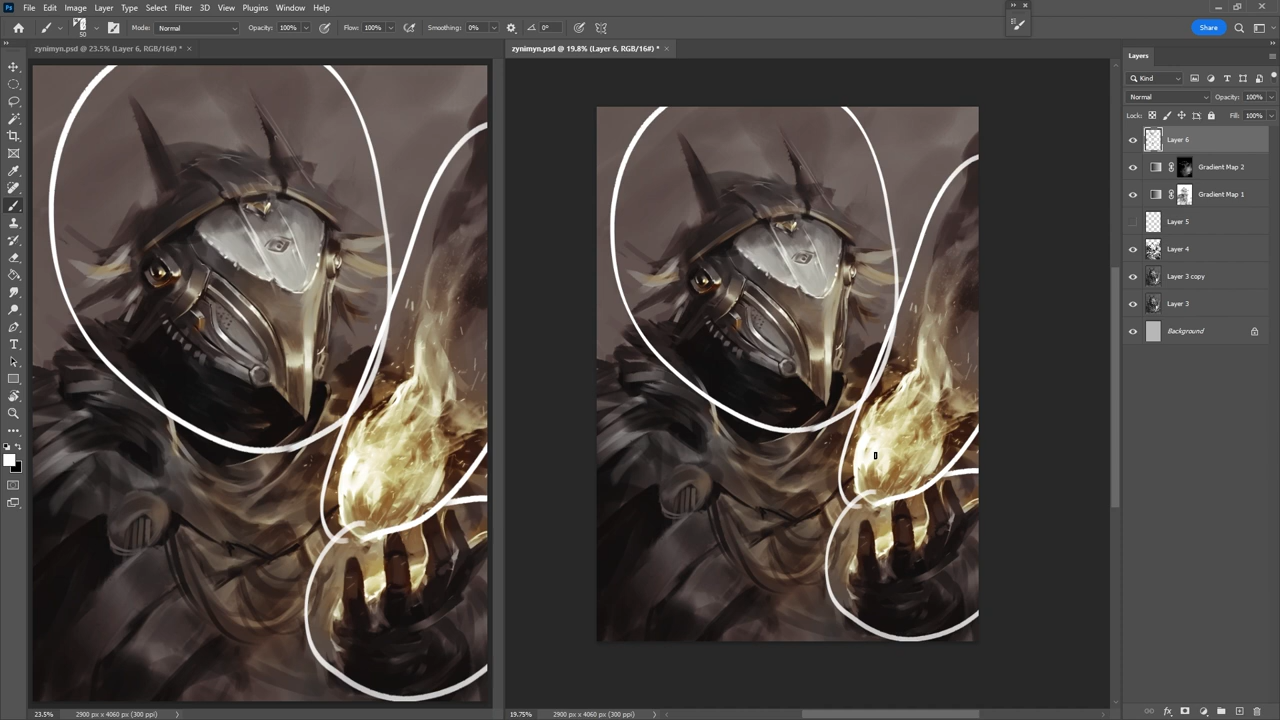 Ps File Edit Image Layer Type Select Filter 3D View Plugins Window Help
50 Mode: Normal Opacity: 100% Flow: 100% Smoothing: 0% 0° Share
zynimyn.psd @ 23.5% (Layer 6, RGB/16#) * × zynimyn.psd @ 19.8% (Layer 6, RGB/16#) * ×
Layers
Kind
Normal Opacity: 100%
Lock: Fill: 100%
Layer 6
Gradient Map 2
Gradient Map 1
Layer 5
Layer 4
Layer 3 copy
Layer 3
Background
23.5% 2900 px x 4060 px (300 ppi) 19.75% 2900 px x 4060 px (300 ppi)
fx